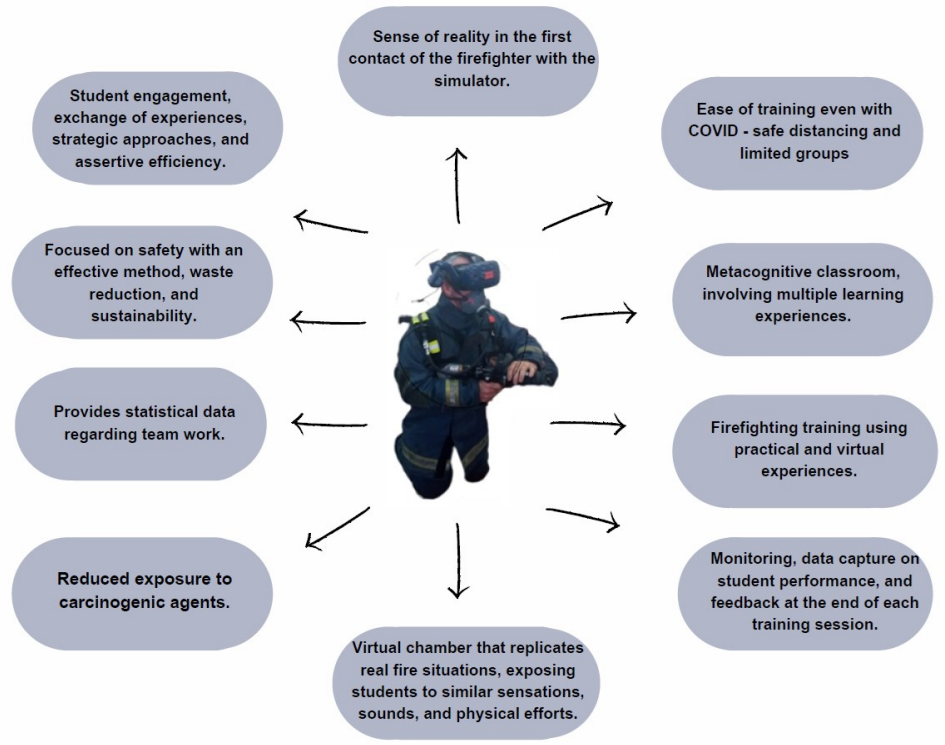 Sense of reality in the first
contact of the firefighter with the
simulator.
Student engagement,
exchange of experiences,
strategic approaches, and
assertive efficiency.
Ease of training even with
COVID - safe distancing and
limited groups
Focused on safety with an
effective method, waste
reduction, and
sustainability.
Metacognitive classroom,
involving multiple learning
experiences.
Provides statistical data
regarding team work.
Firefighting training using
practical and virtual
experiences.
Reduced exposure to
carcinogenic agents.
Monitoring, data capture on
student performance, and
feedback at the end of each
training session.
Virtual chamber that replicates
real fire situations, exposing
students to similar sensations,
sounds, and physical efforts.